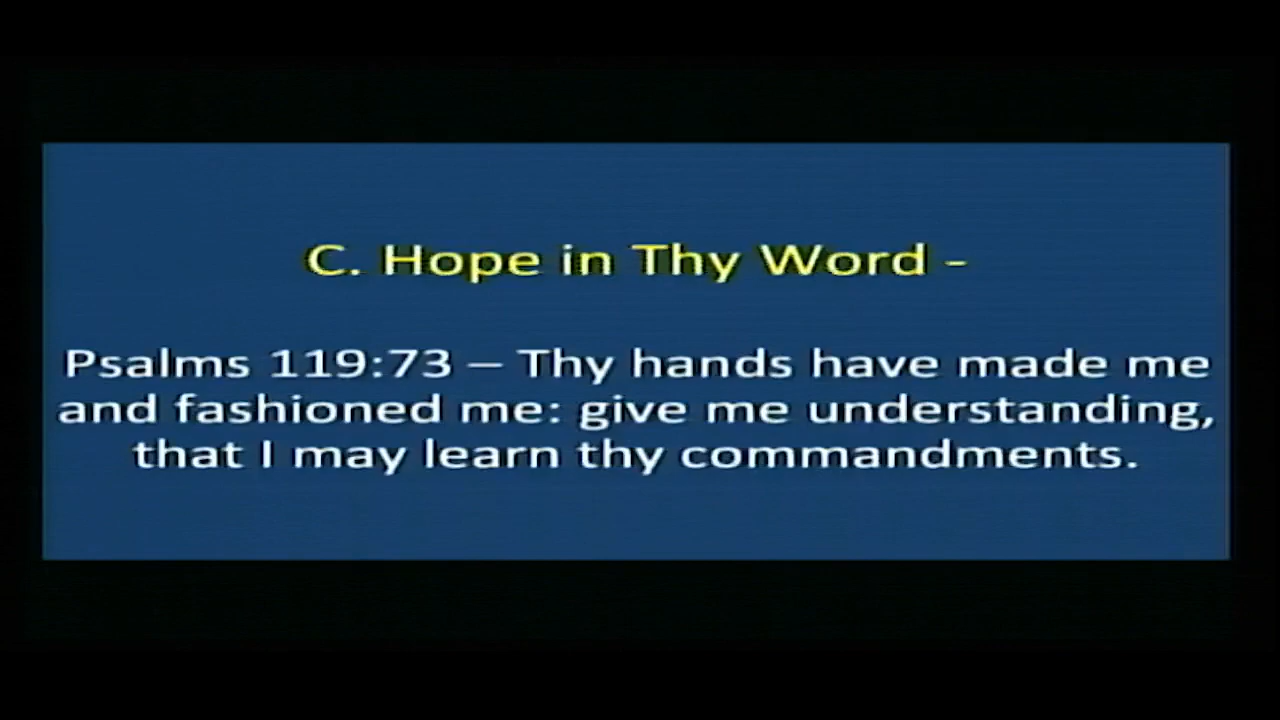 C. Hope in Thy Word -
Psalms 119:73 – Thy hands have made me
and fashioned me: give me understanding,
that I may learn thy commandments.